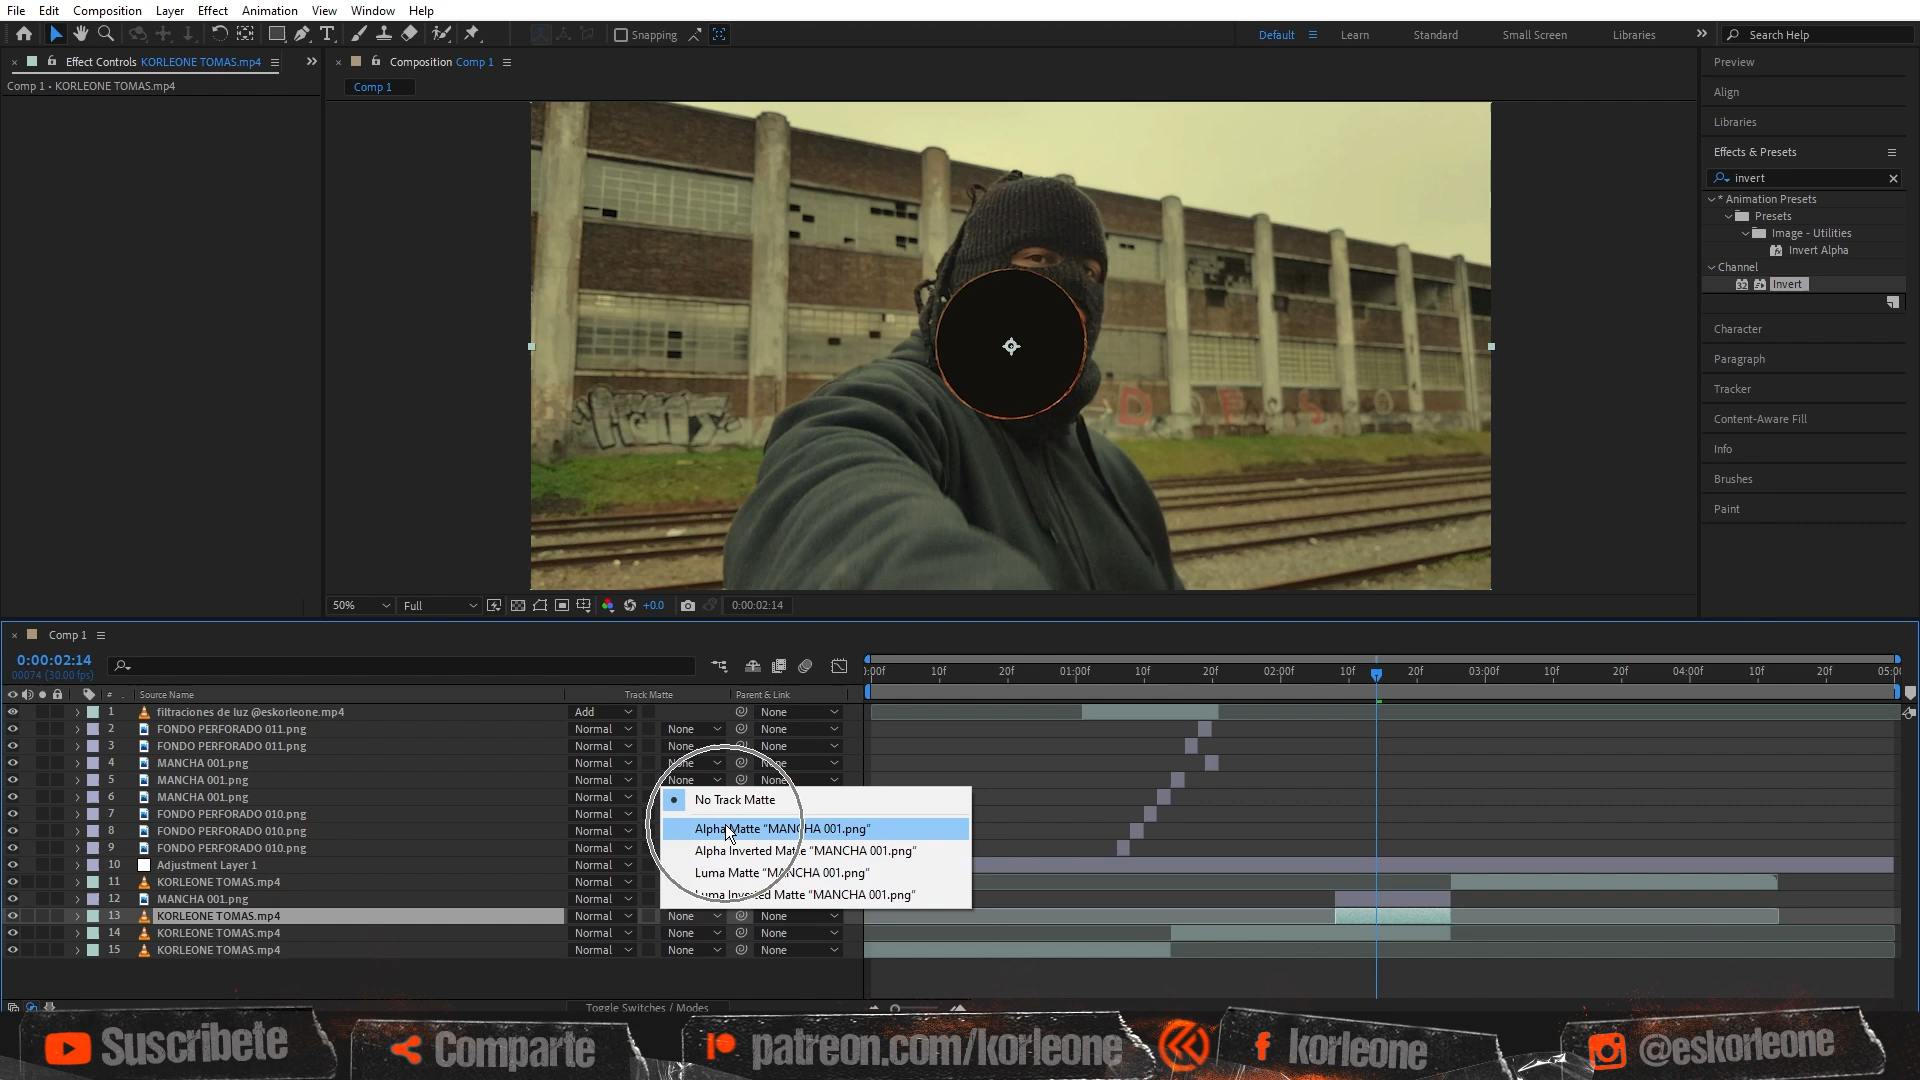 File Edit Composition Layer Effect Animation View Window Help
Snapping
Default Learn Standard Small Screen Libraries Search Help
Effect Controls KORLEONE TOMAS.mp4
Comp 1 • KORLEONE TOMAS.mp4
Composition Comp 1
Comp 1
Preview
Align
Libraries
Effects & Presets
invert
* Animation Presets
Presets
Image - Utilities
Invert Alpha
Channel
32 Invert
Character
Paragraph
Tracker
Content-Aware Fill
Info
Brushes
Paint
50% Full +0.0 0:00:02:14
Comp 1
0:00:02:14
00074 (30.00 fps)
# Source Name Track Matte Parent & Link
:00f 10f 20f 01:00f 10f 20f 02:00f 10f 20f 03:00f 10f 20f 04:00f 10f 20f 05:00
1 filtraciones de luz @eskorleone.mp4 Add None
2 FONDO PERFORADO 011.png Normal None None
3 FONDO PERFORADO 011.png Normal None None
4 MANCHA 001.png Normal None None
5 MANCHA 001.png Normal None None
6 MANCHA 001.png Normal
7 FONDO PERFORADO 010.png Normal
8 FONDO PERFORADO 010.png Normal
9 FONDO PERFORADO 010.png Normal
10 Adjustment Layer 1 Normal
11 KORLEONE TOMAS.mp4 Normal
12 MANCHA 001.png Normal
13 KORLEONE TOMAS.mp4 Normal None None
14 KORLEONE TOMAS.mp4 Normal None None
15 KORLEONE TOMAS.mp4 Normal None None
No Track Matte
Alpha Matte "MANCHA 001.png"
Alpha Inverted Matte "MANCHA 001.png"
Luma Matte "MANCHA 001.png"
Luma Inverted Matte "MANCHA 001.png"
Toggle Switches / Modes
Suscribete Comparte patreon.com/korleone korleone @eskorleone